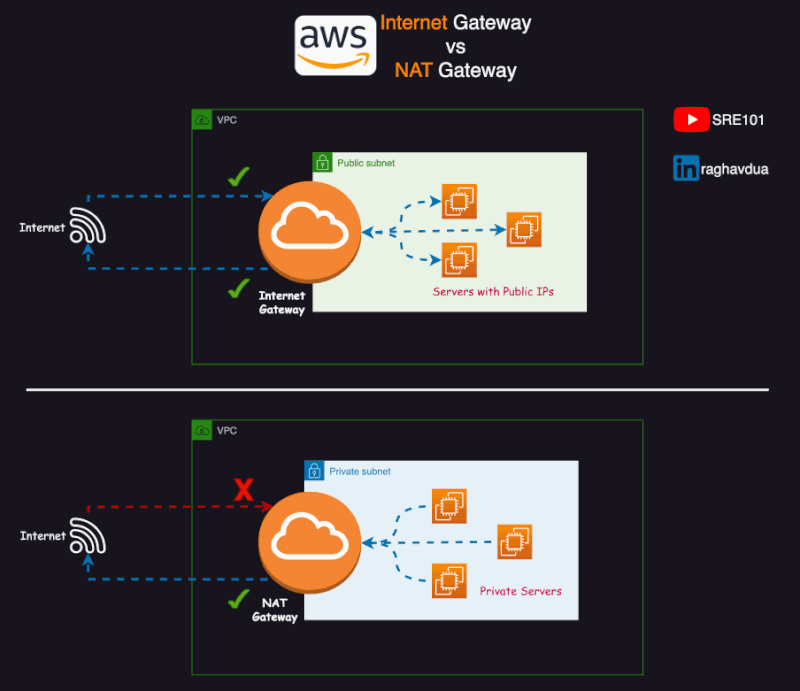 aws
Internet Gateway
vs
NAT Gateway
VPC
SRE101
Public subnet
in raghavdua
Internet
Servers with Public IPs
Internet
Gateway
VPC
Private subnet
X
Internet
Private Servers
NAT
Gateway